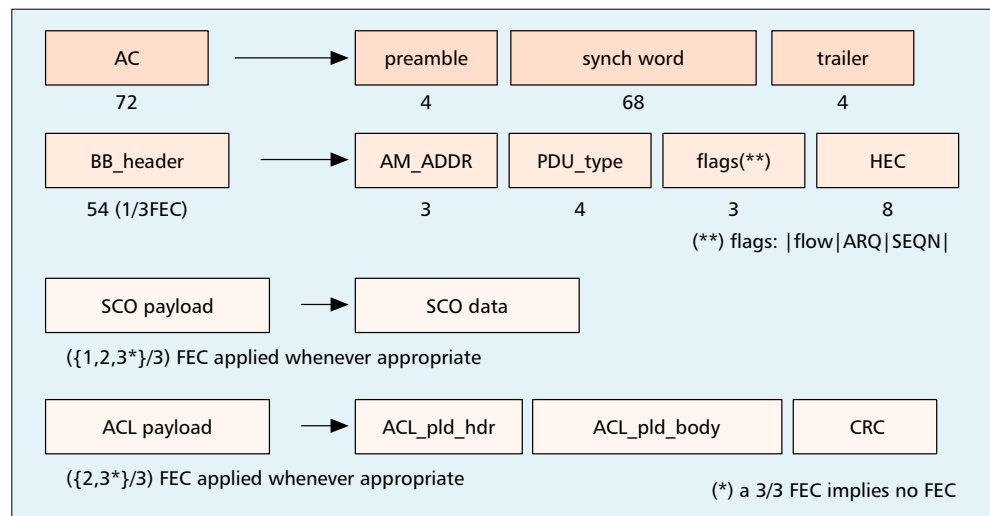 AC preamble synch word trailer
72 4 68 4
BB_header AM_ADDR PDU_type flags(**) HEC
54 (1/3FEC) 3 4 3 8
(**) flags: |flow|ARQ|SEQN|
SCO payload SCO data
({1,2,3*}/3) FEC applied whenever appropriate
ACL payload ACL_pld_hdr ACL_pld_body CRC
({2,3*}/3) FEC applied whenever appropriate
(*) a 3/3 FEC implies no FEC